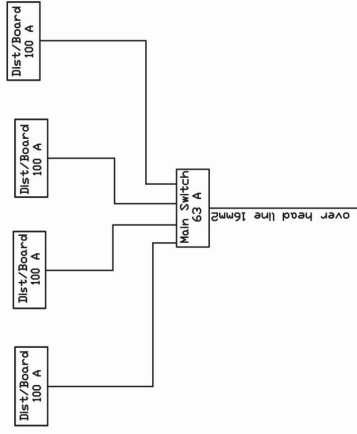 Dist/Board
100 A
Dist/Board
100 A
Dist/Board
100 A
Dist/Board
100 A
Main Switch
63 A
over head line 16mm2